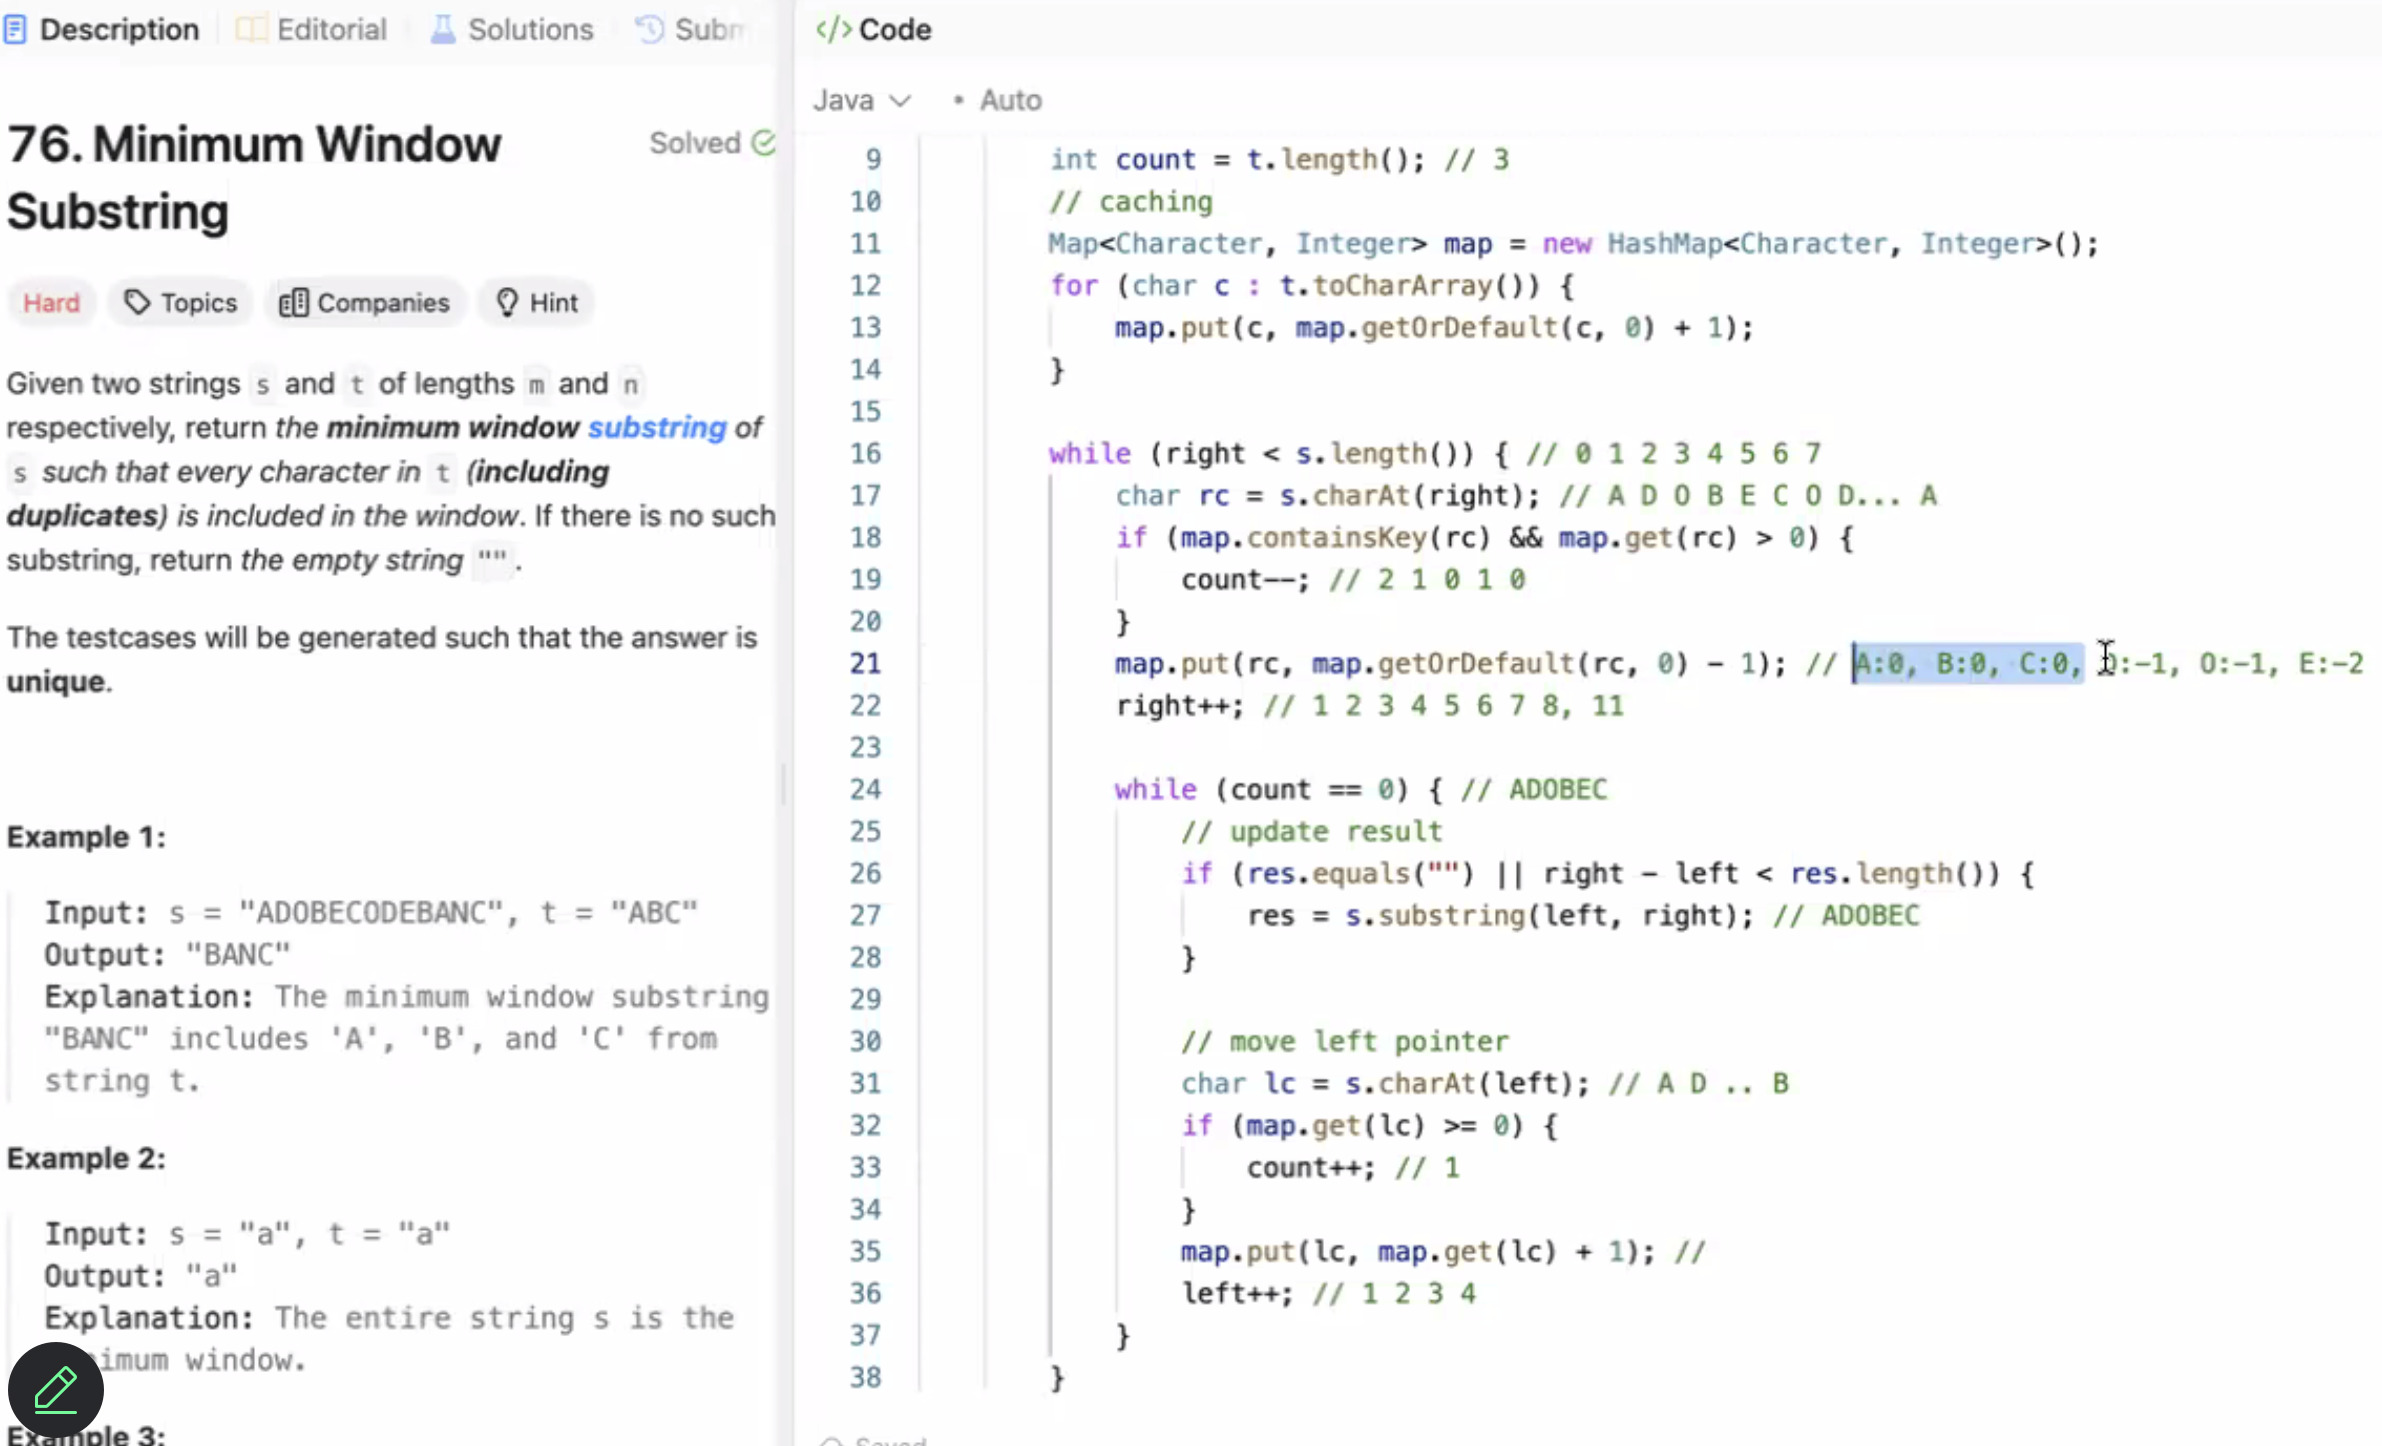 Description Editorial Solutions Subm
76. Minimum Window Solved
Substring
Hard Topics Companies Hint
Given two strings s and t of lengths m and n
respectively, return the minimum window substring of
s such that every character in t (including
duplicates) is included in the window. If there is no such
substring, return the empty string "".
The testcases will be generated such that the answer is
unique.
Example 1:
Input: s = "ADOBECODEBANC", t = "ABC"
Output: "BANC"
Explanation: The minimum window substring
"BANC" includes 'A', 'B', and 'C' from
string t.
Example 2:
Input: s = "a", t = "a"
Output: "a"
Explanation: The entire string s is the
imum window.
Example 3:
</> Code
Java • Auto
9 int count = t.length(); // 3
10 // caching
11 Map<Character, Integer> map = new HashMap<Character, Integer>();
12 for (char c : t.toCharArray()) {
13 map.put(c, map.getOrDefault(c, 0) + 1);
14 }
15
16 while (right < s.length()) { // 0 1 2 3 4 5 6 7
17 char rc = s.charAt(right); // A D O B E C O D... A
18 if (map.containsKey(rc) && map.get(rc) > 0) {
19 count--; // 2 1 0 1 0
20 }
21 map.put(rc, map.getOrDefault(rc, 0) - 1); // A:0, B:0, C:0, D:-1, O:-1, E:-2
22 right++; // 1 2 3 4 5 6 7 8, 11
23
24 while (count == 0) { // ADOBEC
25 // update result
26 if (res.equals("") || right - left < res.length()) {
27 res = s.substring(left, right); // ADOBEC
28 }
29
30 // move left pointer
31 char lc = s.charAt(left); // A D .. B
32 if (map.get(lc) >= 0) {
33 count++; // 1
34 }
35 map.put(lc, map.get(lc) + 1); //
36 left++; // 1 2 3 4
37 }
38 }
Saved